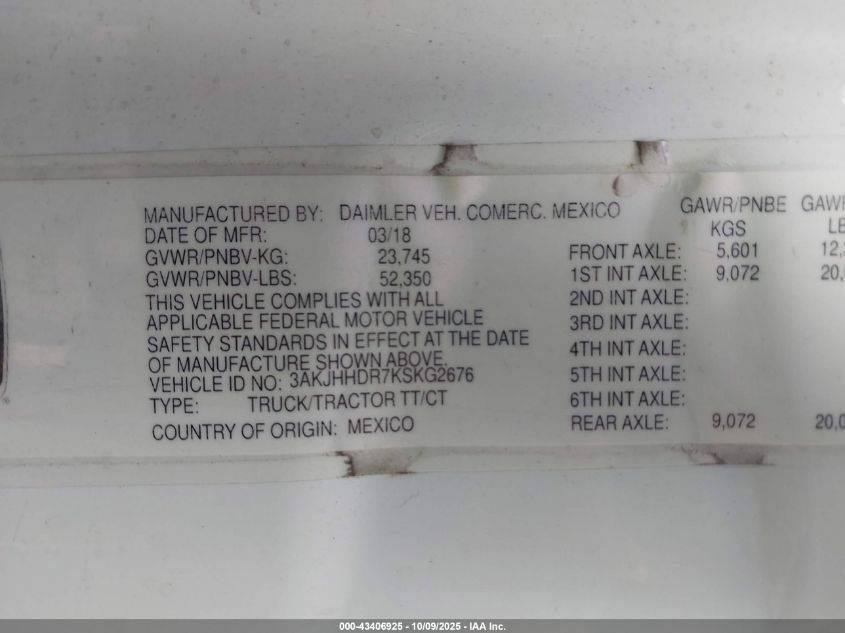 MANUFACTURED BY: DAIMLER VEH. COMERC. MEXICO
DATE OF MFR: 03/18
GVWR/PNBV-KG: 23,745
GVWR/PNBV-LBS: 52,350
THIS VEHICLE COMPLIES WITH ALL
APPLICABLE FEDERAL MOTOR VEHICLE
SAFETY STANDARDS IN EFFECT AT THE DATE
OF MANUFACTURE SHOWN ABOVE.
VEHICLE ID NO: 3AKJHHDR7KSKG2676
TYPE: TRUCK/TRACTOR TT/CT
COUNTRY OF ORIGIN: MEXICO
GAWR/PNBE
KGS
FRONT AXLE: 5,601
1ST INT AXLE: 9,072
2ND INT AXLE:
3RD INT AXLE:
4TH INT AXLE:
5TH INT AXLE:
6TH INT AXLE:
REAR AXLE: 9,072
000-43406925 - 10/09/2025 - IAA Inc.